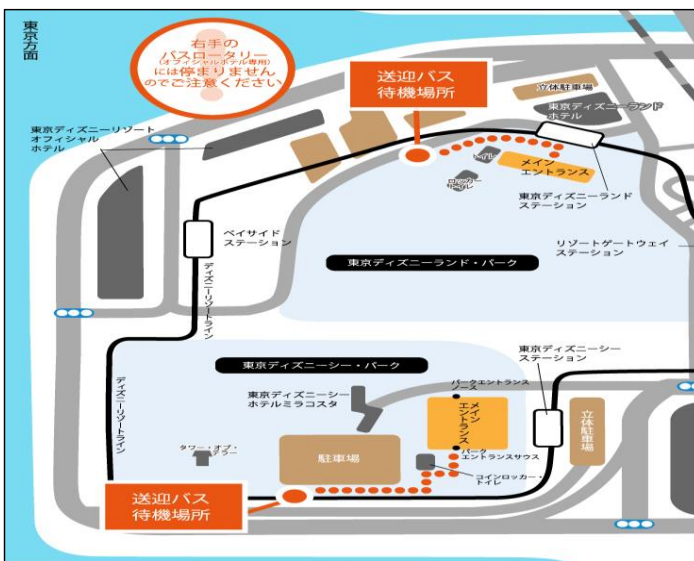 東京方面
右手の
バスロータリー
(オフィシャルホテル専用)
には停まりません
のでご注意ください
送迎バス
待機場所
立体駐車場
東京ディズニーランド
ホテル
東京ディズニーリゾート
オフィシャル
ホテル
トイレ
メイン
エントランス
ロッカー
トイレ
東京ディズニーランド
ステーション
ベイサイド
ステーション
リゾートゲートウェイ
ステーション
東京ディズニーランド・パーク
ディズニーリゾートライン
東京ディズニーシー
ステーション
東京ディズニーシー・パーク
ディズニーリゾートライン
パークエントランス
ノース
東京ディズニーシー
ホテルミラコスタ
メイン
エントランス
立体駐車場
タワー・オブ・
テラー
駐車場
パーク
エントランスサウス
コインロッカー・
トイレ
送迎バス
待機場所